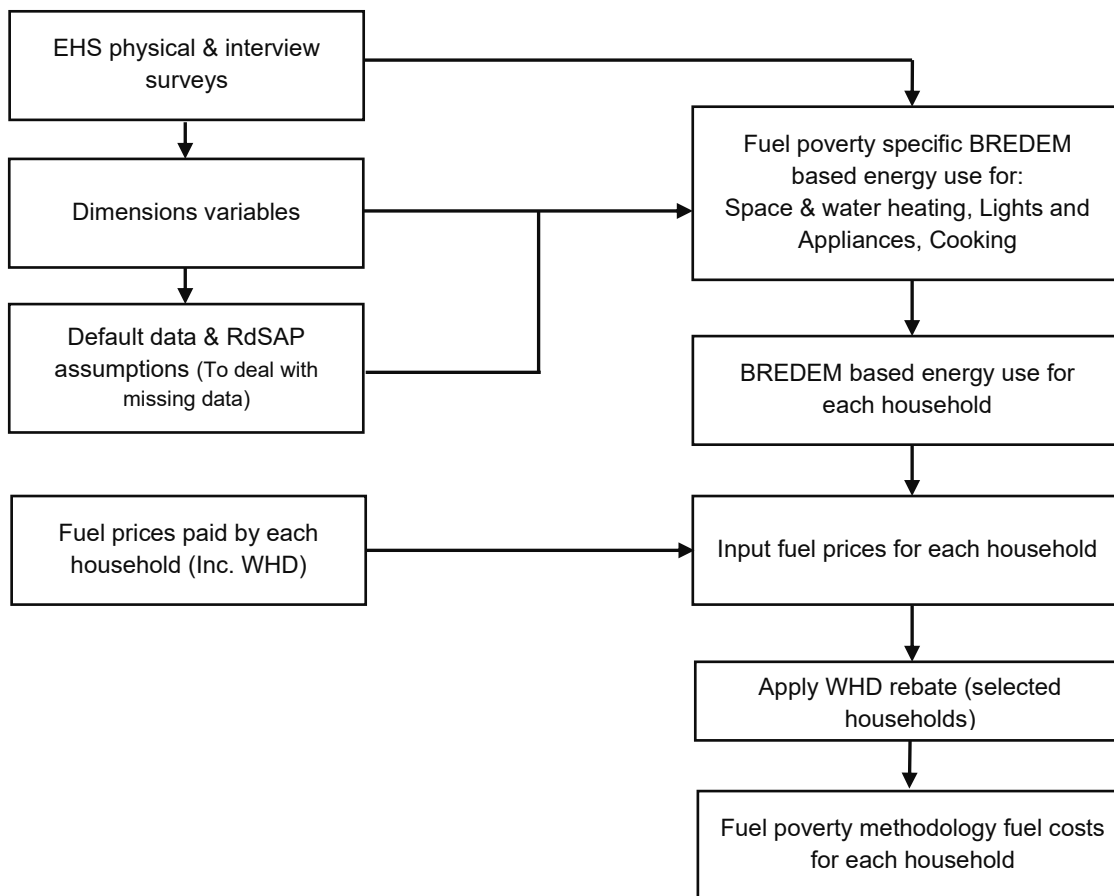 EHS physical & interview
surveys
Dimensions variables
Default data & RdSAP
assumptions (To deal with
missing data)
Fuel prices paid by each
household (Inc. WHD)
Fuel poverty specific BREDEM
based energy use for:
Space & water heating, Lights and
Appliances, Cooking
BREDEM based energy use for
each household
Input fuel prices for each household
Apply WHD rebate (selected
households)
Fuel poverty methodology fuel costs
for each household